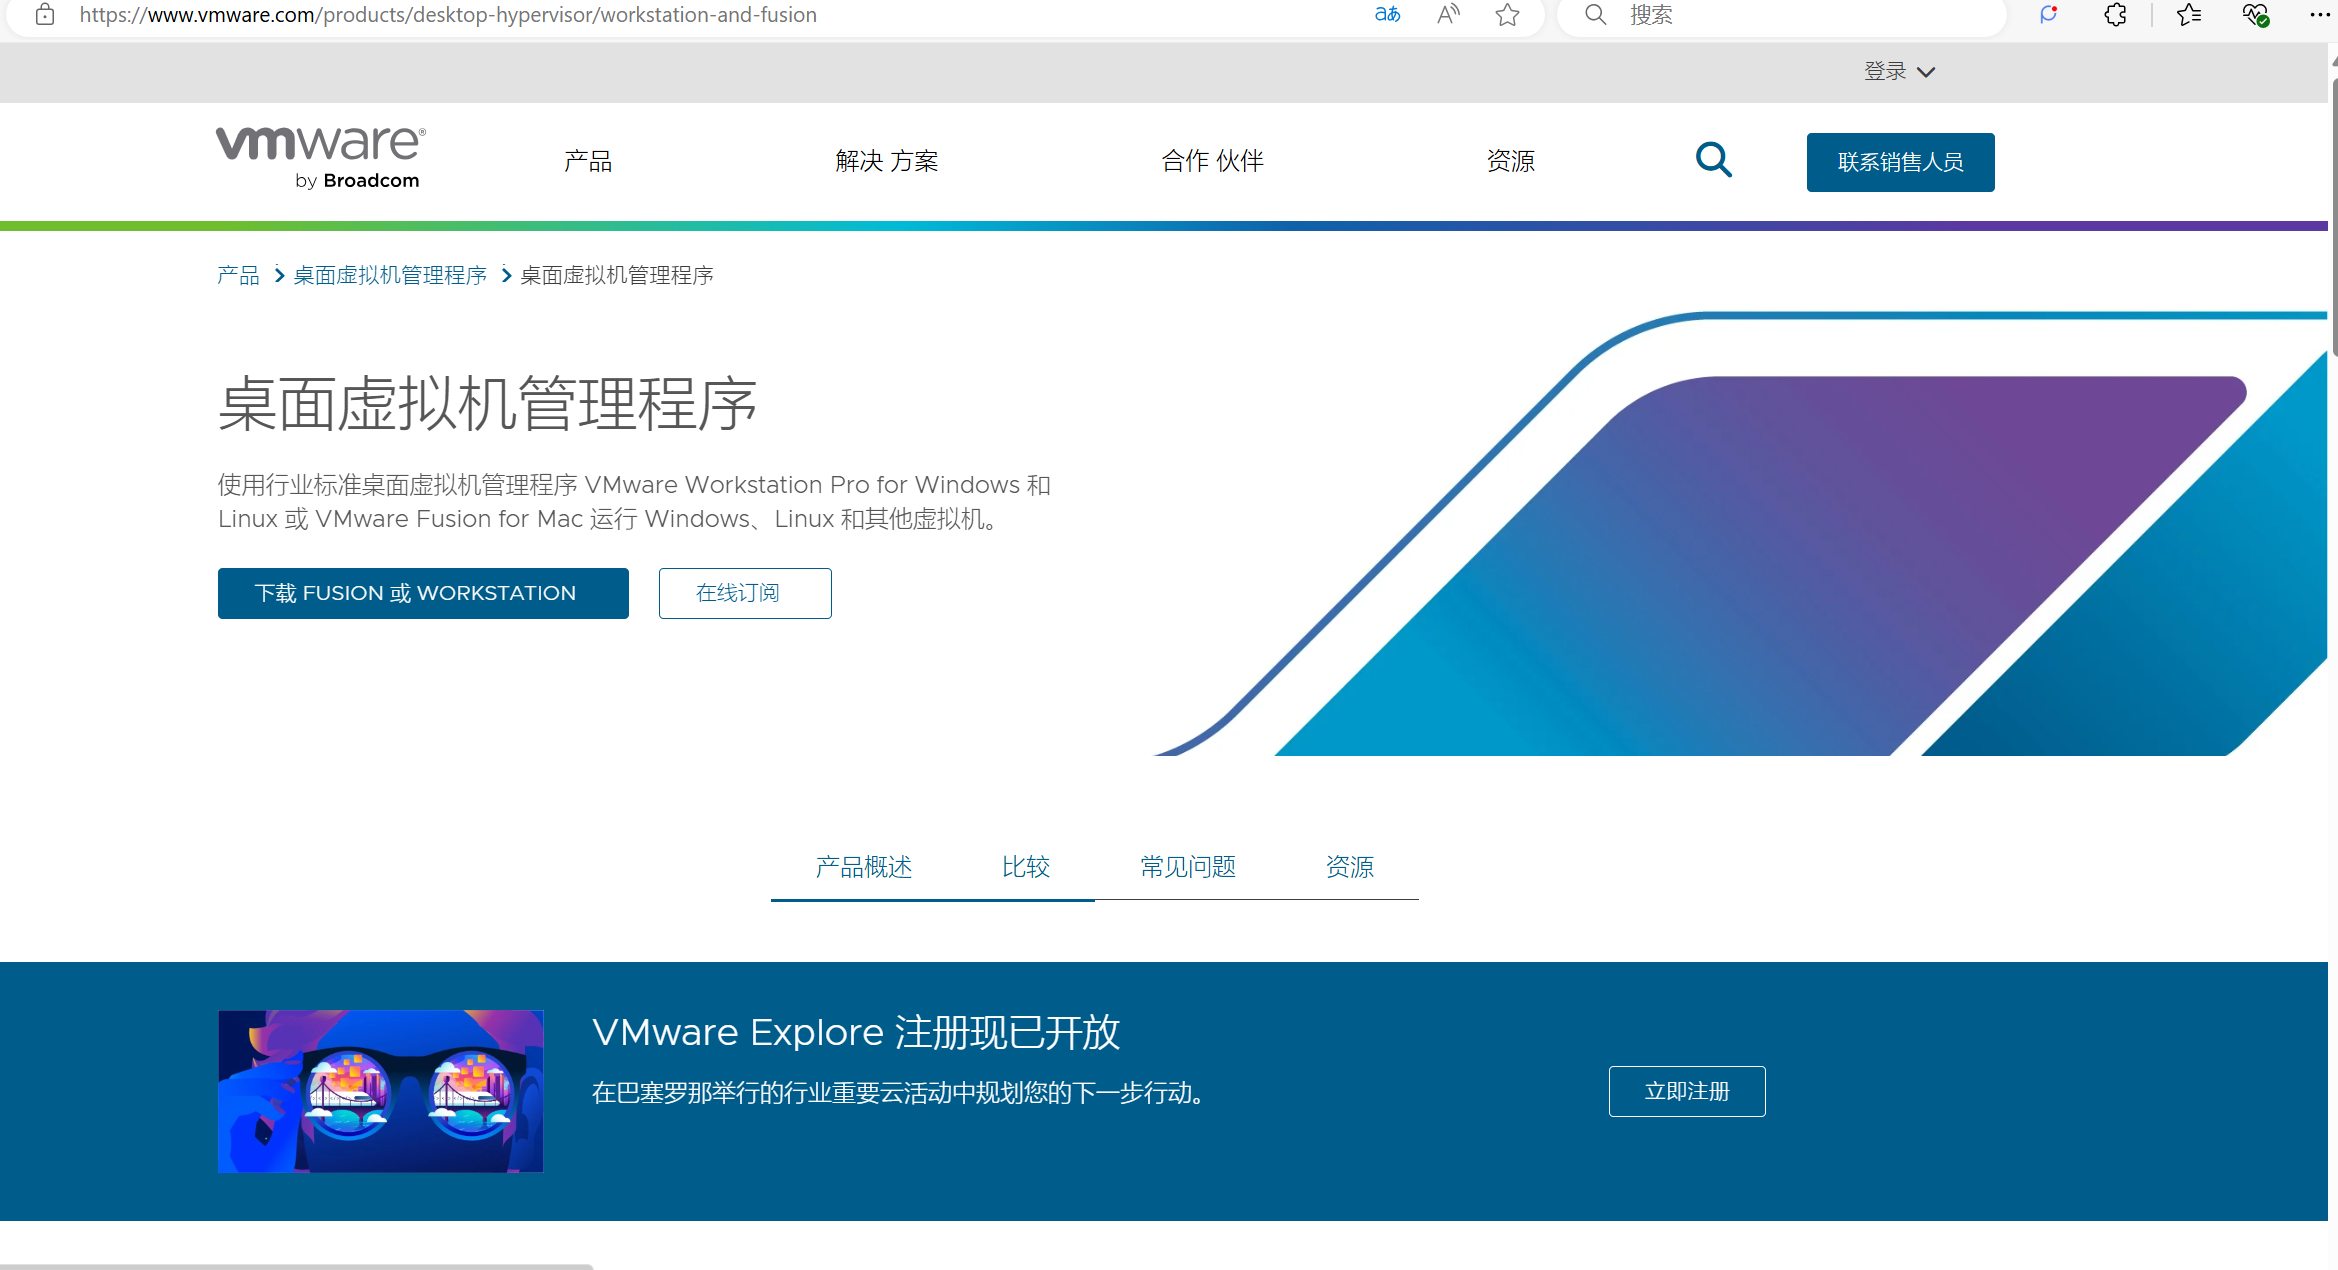 https://www.vmware.com/products/desktop-hypervisor/workstation-and-fusion
搜索
登录
vmware®
by Broadcom
产品
解决 方案
合作 伙伴
资源
联系销售人员
产品 > 桌面虚拟机管理程序 > 桌面虚拟机管理程序
桌面虚拟机管理程序
使用行业标准桌面虚拟机管理程序 VMware Workstation Pro for Windows 和
Linux 或 VMware Fusion for Mac 运行 Windows、Linux 和其他虚拟机。
下载 FUSION 或 WORKSTATION
在线订阅
产品概述
比较
常见问题
资源
VMware Explore 注册现已开放
在巴塞罗那举行的行业重要云活动中规划您的下一步行动。
立即注册